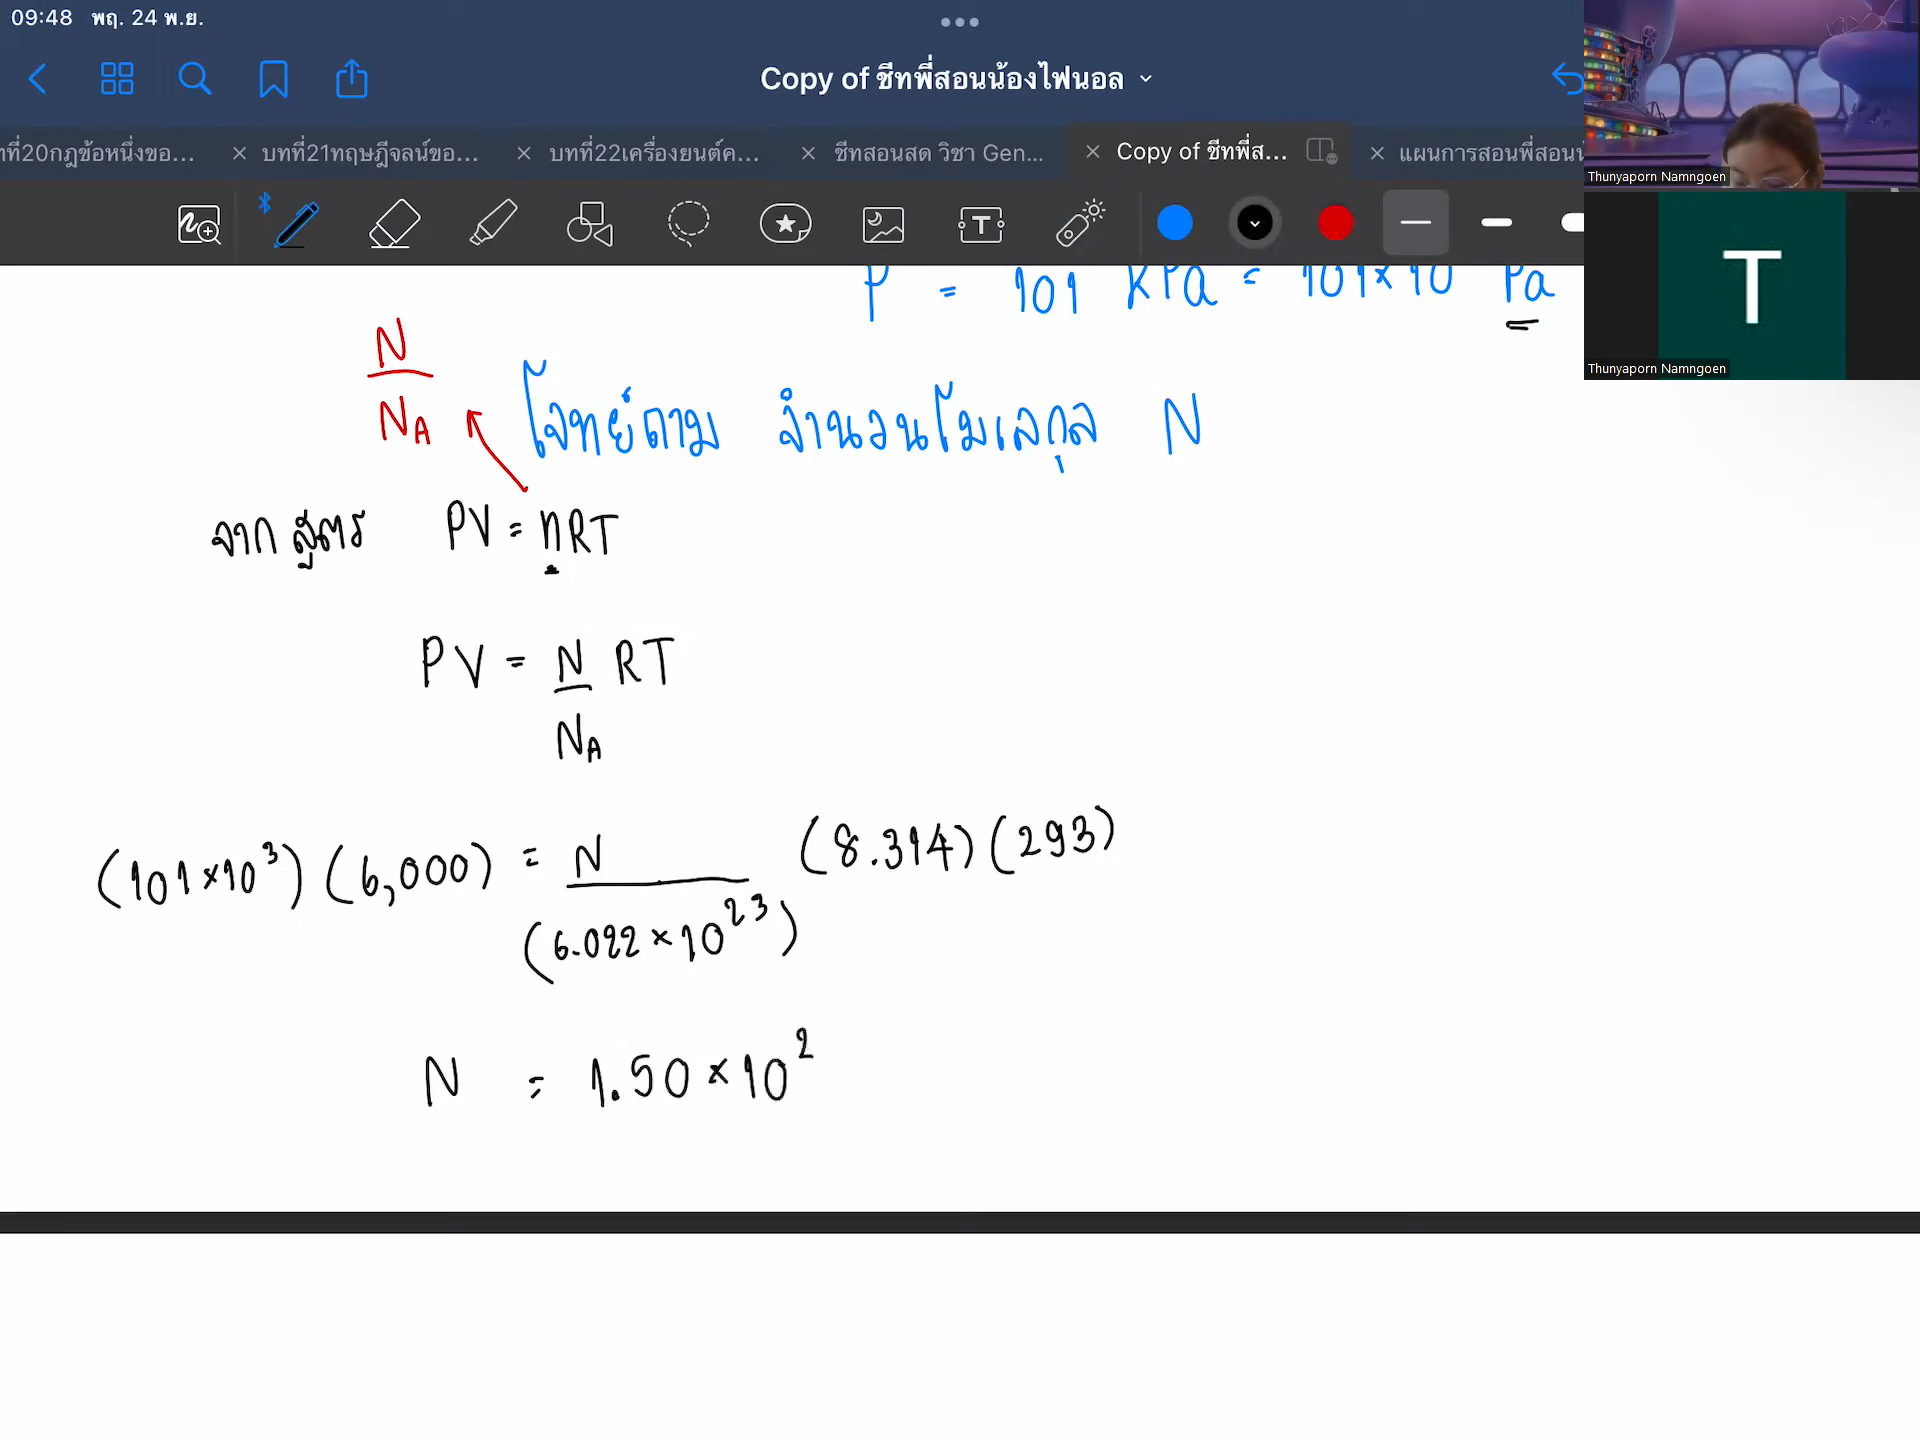 09:48 พฤ. 24 พ.ย.
Copy of ชีทพี่สอนน้องไฟนอล
ทที่20กฎข้อหนึ่งขอ... บทที่21ทฤษฎีจลน์ขอ... บทที่22เครื่องยนต์ค... ชีทสอนสด วิชา Gen... Copy of ชีทพี่ส... แผนการสอนพี่สอนน
Thunyaporn Namngoen
T
Thunyaporn Namngoen
P = 101 kPa = 101×10 Pa
N
NA
โจทย์ถาม จำนวนโมเลกุล N
จาก สูตร PV = nRT
PV = N RT
NA
(101×10³) (6,000) = N (8.314)(293)
(6.022×10²³)
N = 1.50×10²